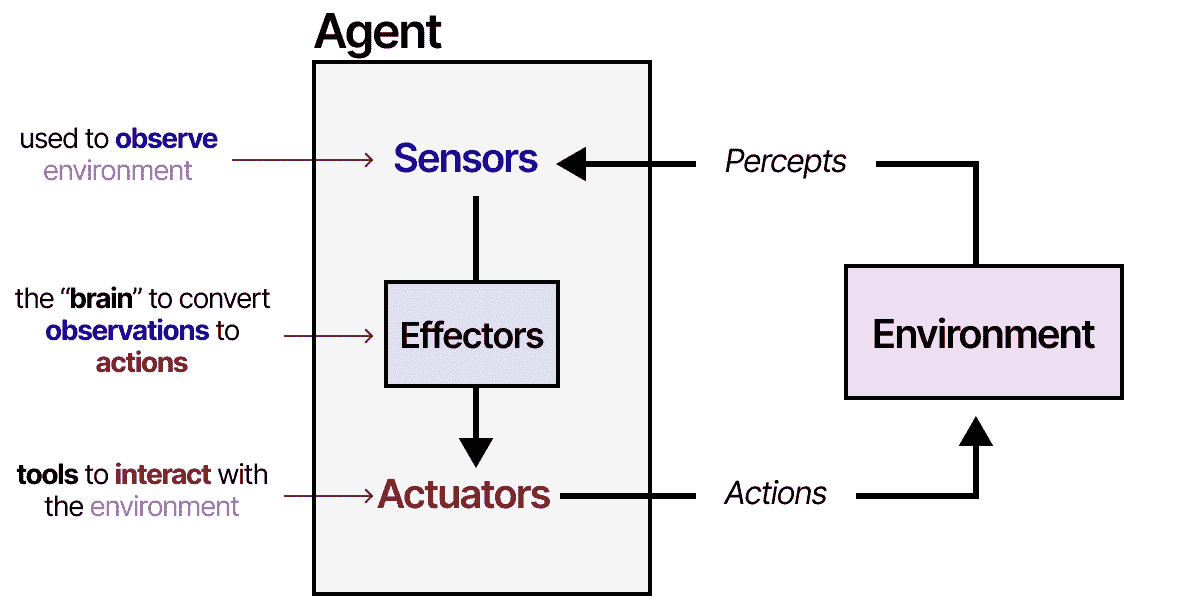 Agent
used to observe
environment
Sensors
Percepts
the “brain” to convert
observations to
actions
Effectors
Environment
tools to interact with
the environment
Actuators
Actions